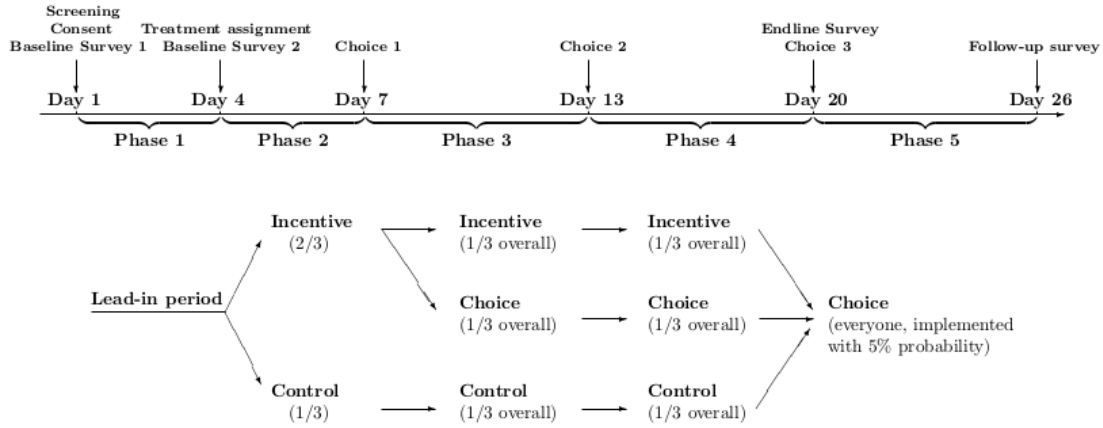 Screening
Consent
Baseline Survey 1
Treatment assignment
Baseline Survey 2
Choice 1
Choice 2
Endline Survey
Choice 3
Follow-up survey
Day 1
Day 4
Day 7
Day 13
Day 20
Day 26
Phase 1
Phase 2
Phase 3
Phase 4
Phase 5
Lead-in period
Incentive
(2/3)
Incentive
(1/3 overall)
Incentive
(1/3 overall)
Choice
(1/3 overall)
Choice
(1/3 overall)
Choice
(everyone, implemented
with 5% probability)
Control
(1/3)
Control
(1/3 overall)
Control
(1/3 overall)